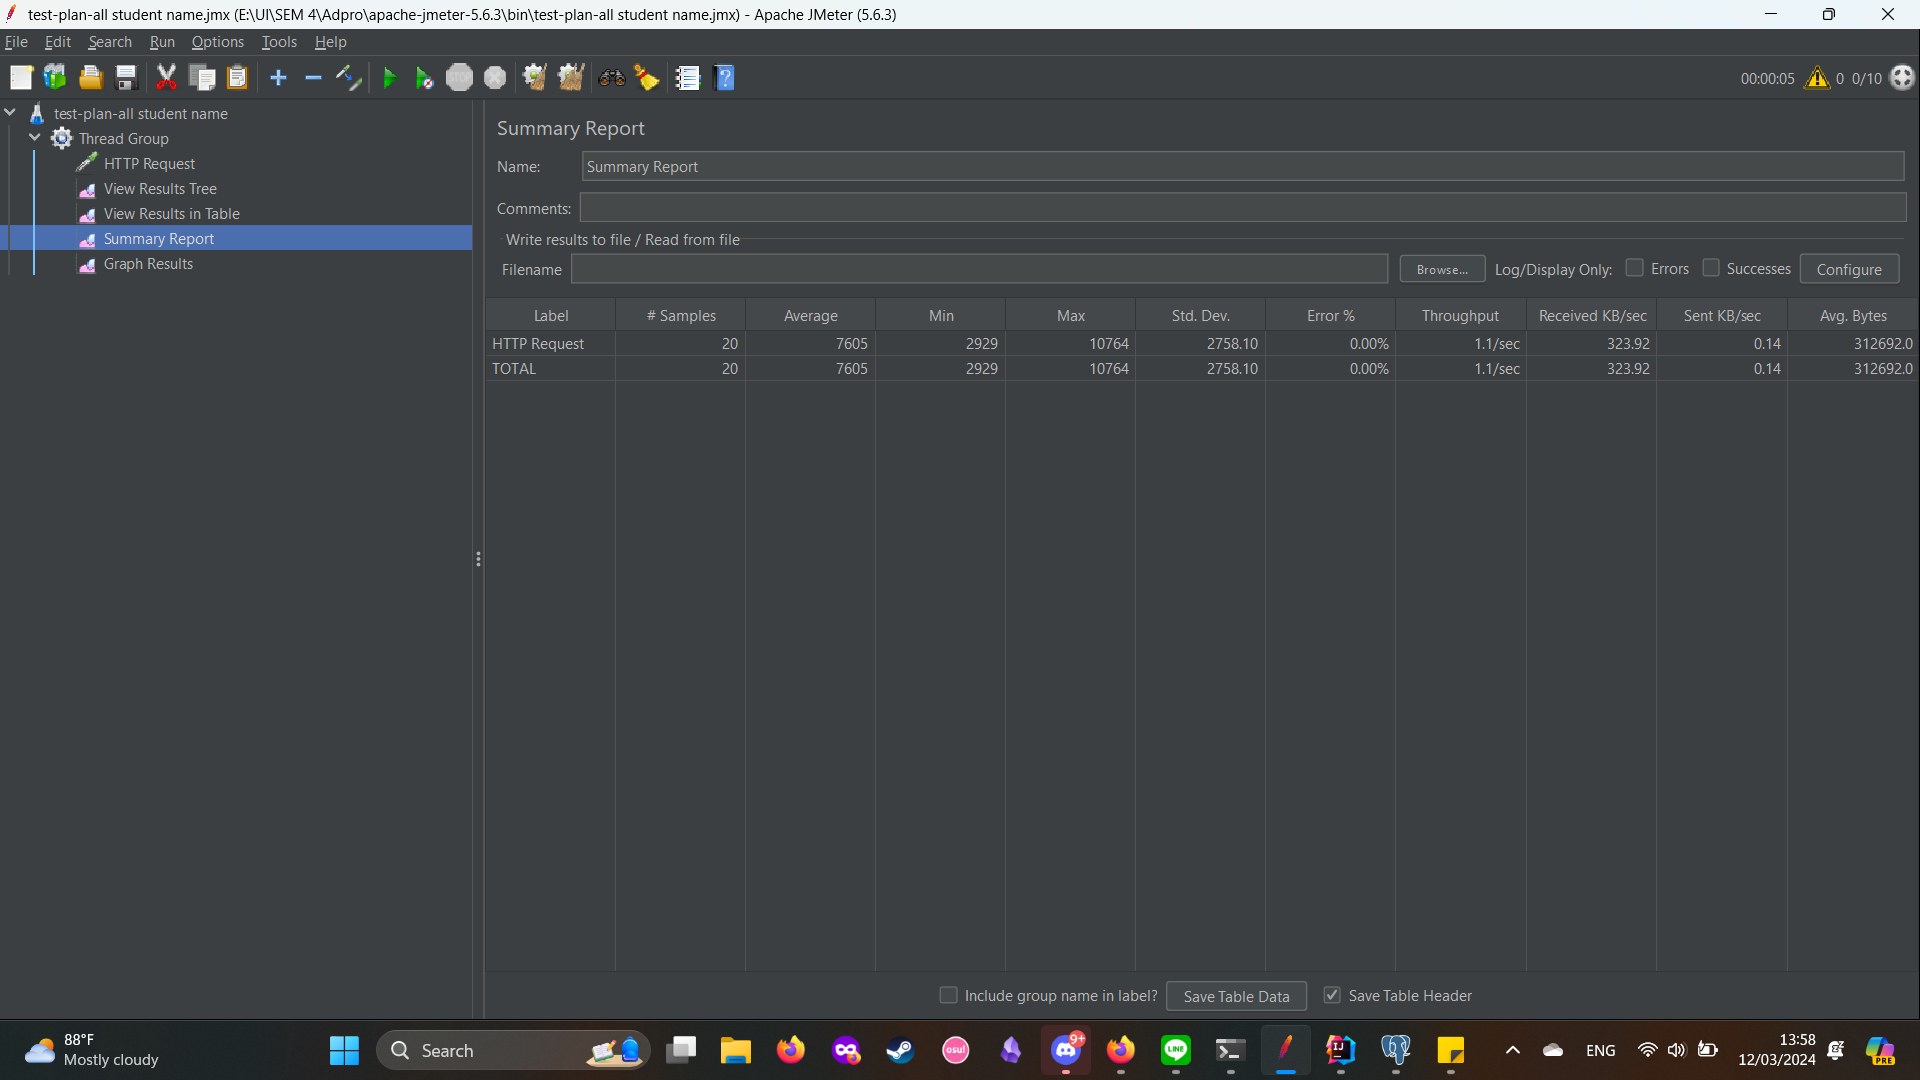 test-plan-all student name.jmx (E:\UI\SEM 4\Adpro\apache-jmeter-5.6.3\bin\test-plan-all student name.jmx) - Apache JMeter (5.6.3)
File Edit Search Run Options Tools Help
STOP
00:00:05 0 0/10
test-plan-all student name
Thread Group
HTTP Request
View Results Tree
View Results in Table
Summary Report
Graph Results
Summary Report
Name: Summary Report
Comments:
Write results to file / Read from file
Filename Browse... Log/Display Only: Errors Successes Configure
Label # Samples Average Min Max Std. Dev. Error % Throughput Received KB/sec Sent KB/sec Avg. Bytes
HTTP Request 20 7605 2929 10764 2758.10 0.00% 1.1/sec 323.92 0.14 312692.0
TOTAL 20 7605 2929 10764 2758.10 0.00% 1.1/sec 323.92 0.14 312692.0
Include group name in label? Save Table Data Save Table Header
88°F
Mostly cloudy
Search
osu!
9+
LINE
IJ
ENG
13:58
12/03/2024
PRE